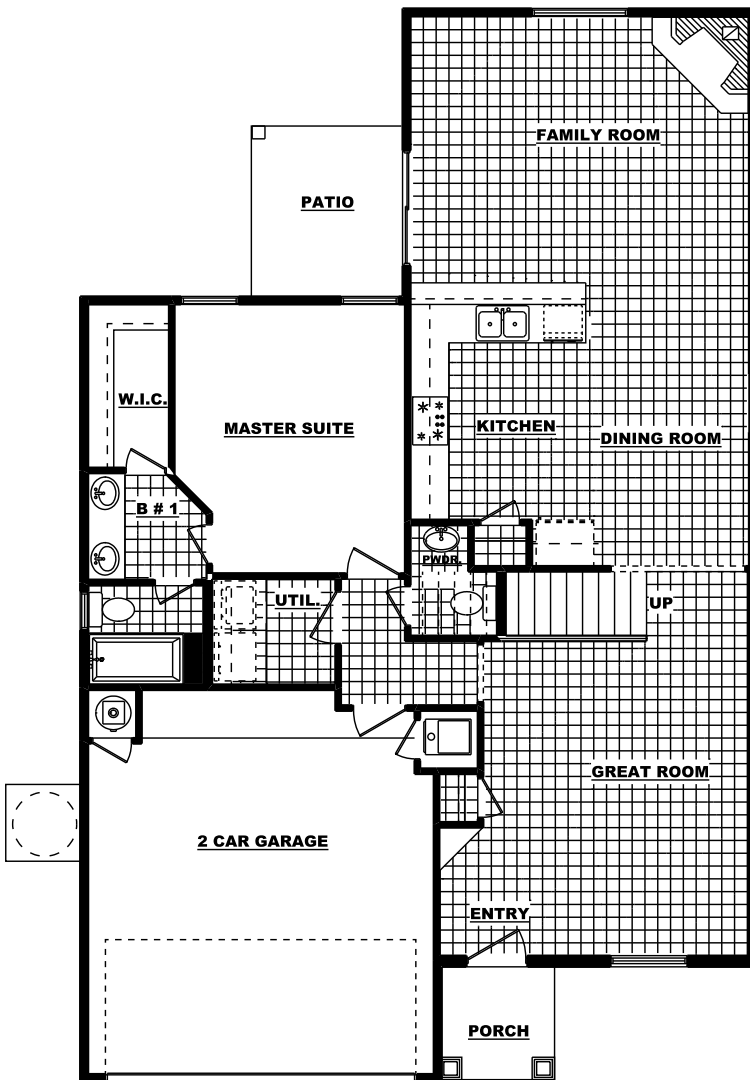 FAMILY ROOM
PATIO
W.I.C.
MASTER SUITE
KITCHEN
DINING ROOM
B # 1
PWDR.
UTIL.
UP
GREAT ROOM
2 CAR GARAGE
ENTRY
PORCH